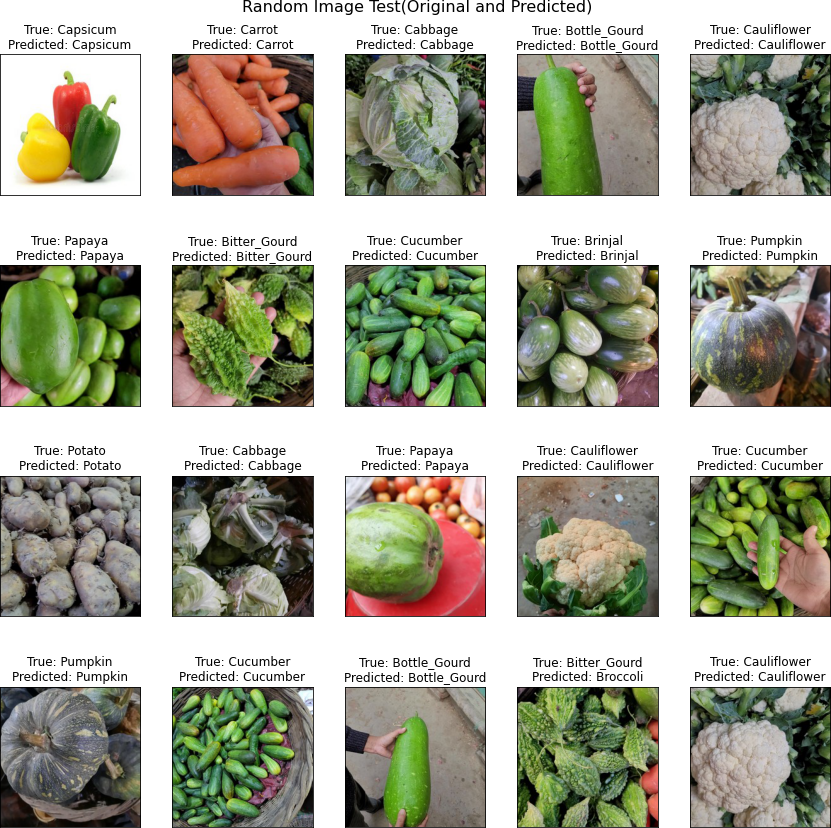 Random Image Test(Original and Predicted)
True: Capsicum
Predicted: Capsicum
True: Carrot
Predicted: Carrot
True: Cabbage
Predicted: Cabbage
True: Bottle_Gourd
Predicted: Bottle_Gourd
True: Cauliflower
Predicted: Cauliflower
True: Papaya
Predicted: Papaya
True: Bitter_Gourd
Predicted: Bitter_Gourd
True: Cucumber
Predicted: Cucumber
True: Brinjal
Predicted: Brinjal
True: Pumpkin
Predicted: Pumpkin
True: Potato
Predicted: Potato
True: Cabbage
Predicted: Cabbage
True: Papaya
Predicted: Papaya
True: Cauliflower
Predicted: Cauliflower
True: Cucumber
Predicted: Cucumber
True: Pumpkin
Predicted: Pumpkin
True: Cucumber
Predicted: Cucumber
True: Bottle_Gourd
Predicted: Bottle_Gourd
True: Bitter_Gourd
Predicted: Broccoli
True: Cauliflower
Predicted: Cauliflower